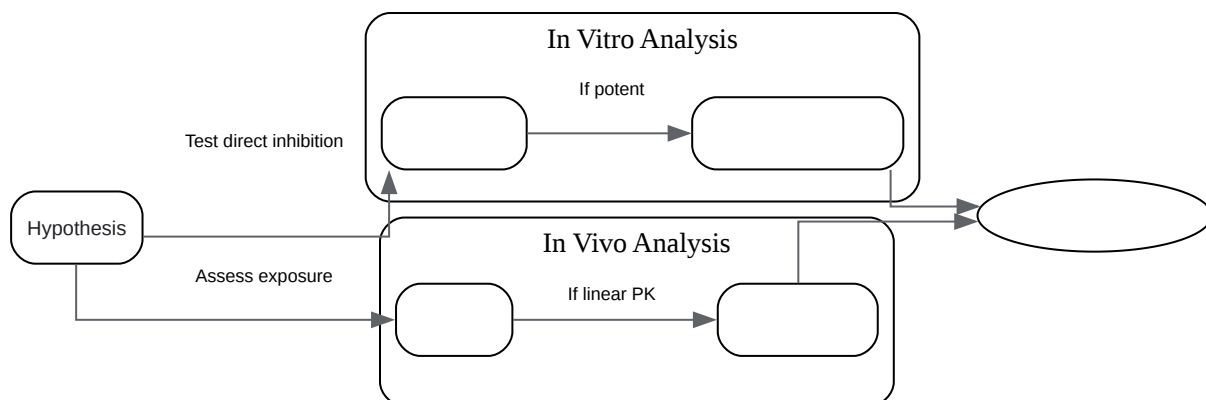 In Vitro Analysis
If potent
Test direct inhibition
Hypothesis
In Vivo Analysis
Assess exposure
If linear PK